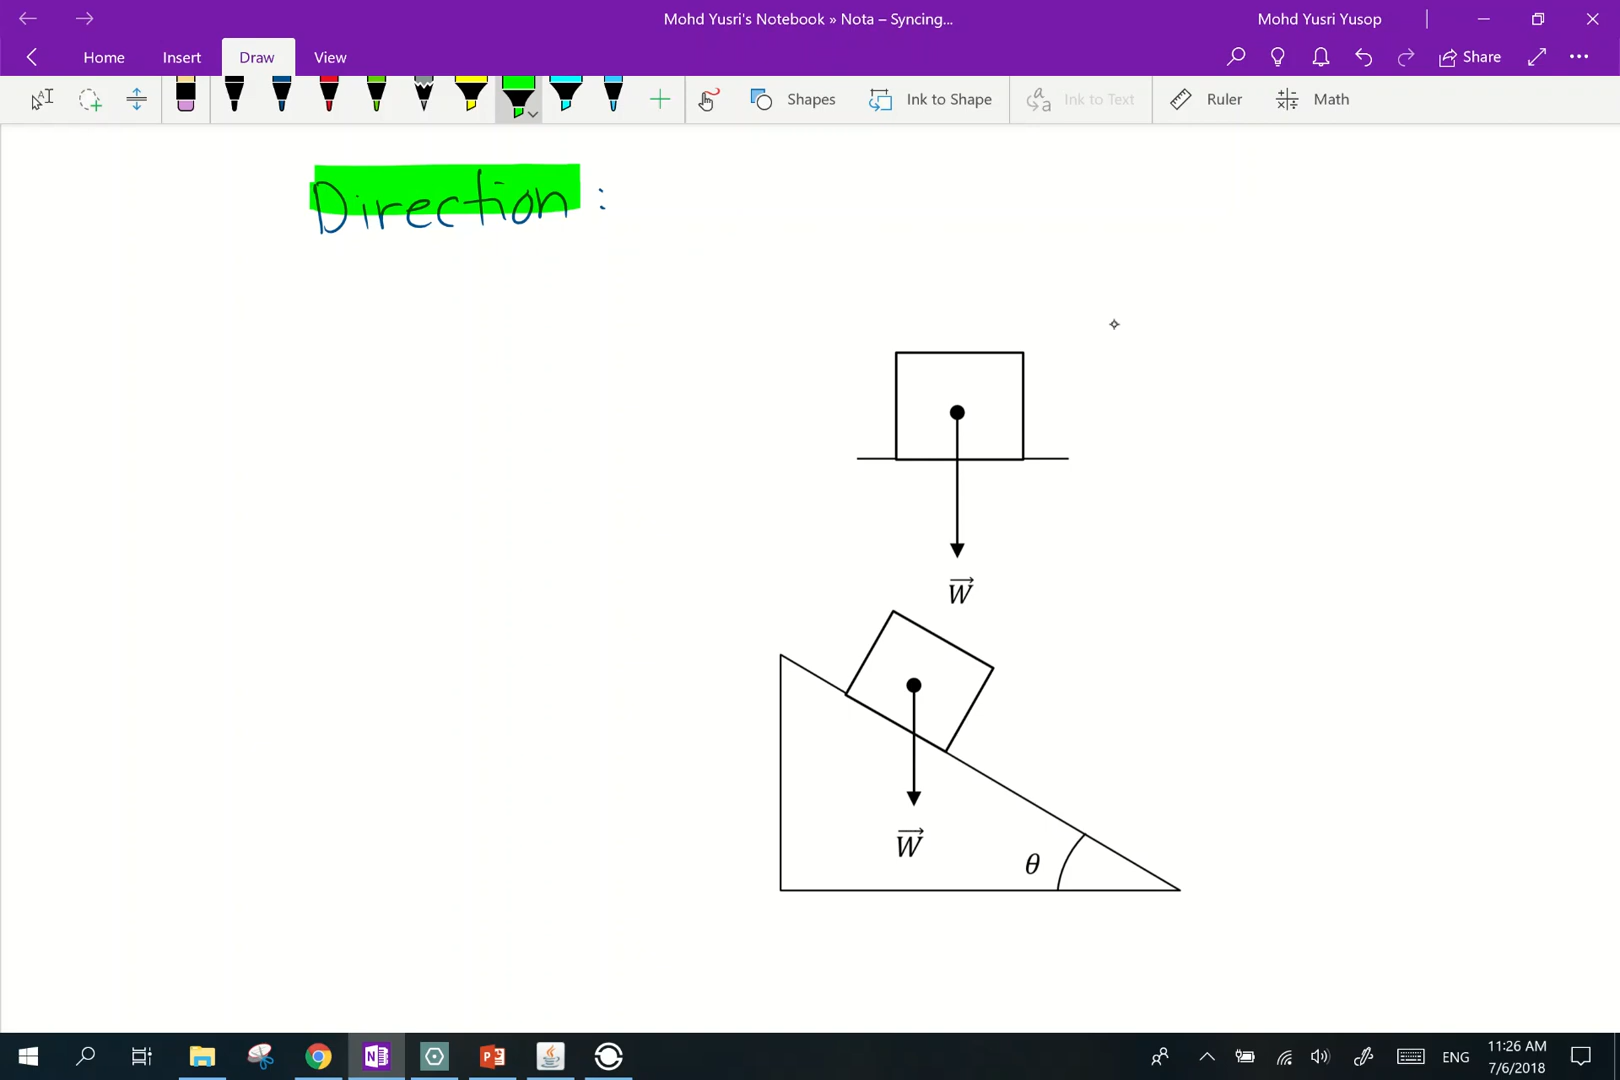 Mohd Yusri's Notebook » Nota – Syncing...
Mohd Yusri Yusop
Home Insert Draw View
Share
Shapes Ink to Shape Ink to Text Ruler Math
Direction :
W
W
θ
ENG
11:26 AM
7/6/2018